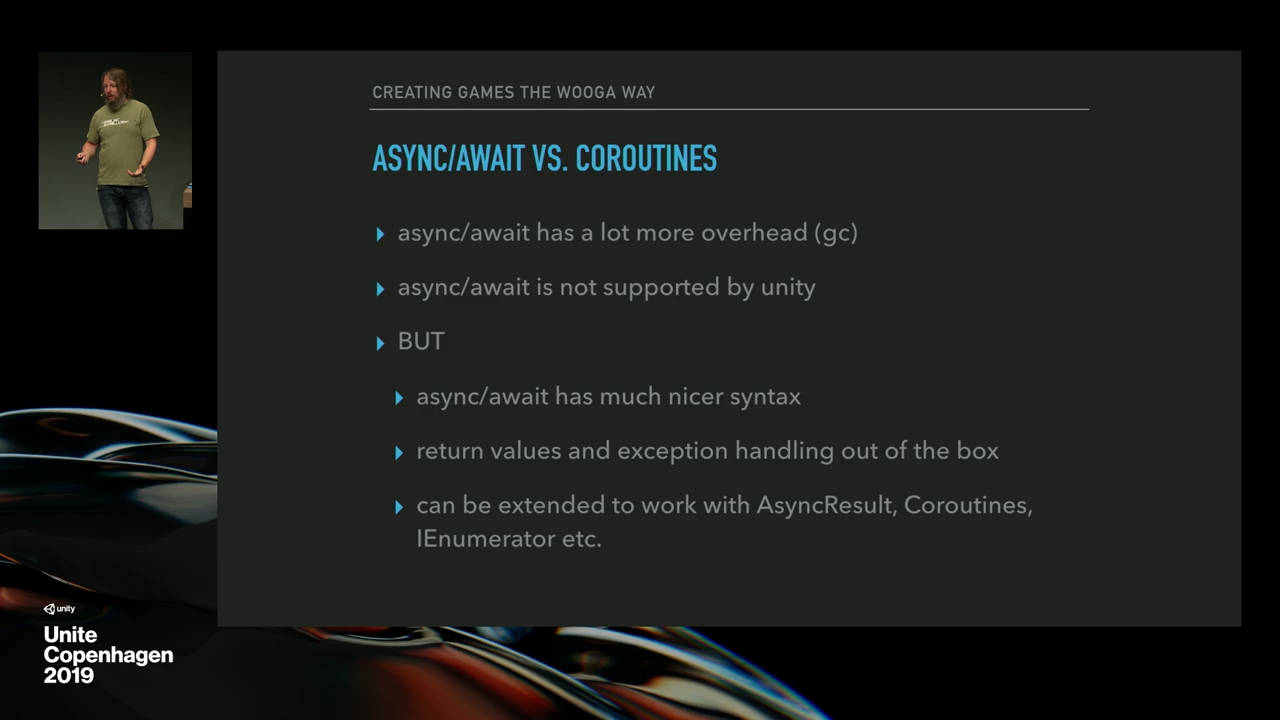 CREATING GAMES THE WOOGA WAY
ASYNC/AWAIT VS. COROUTINES
async/await has a lot more overhead (gc)
async/await is not supported by unity
BUT
async/await has much nicer syntax
return values and exception handling out of the box
can be extended to work with AsyncResult, Coroutines,
IEnumerator etc.
unity
Unite
Copenhagen
2019